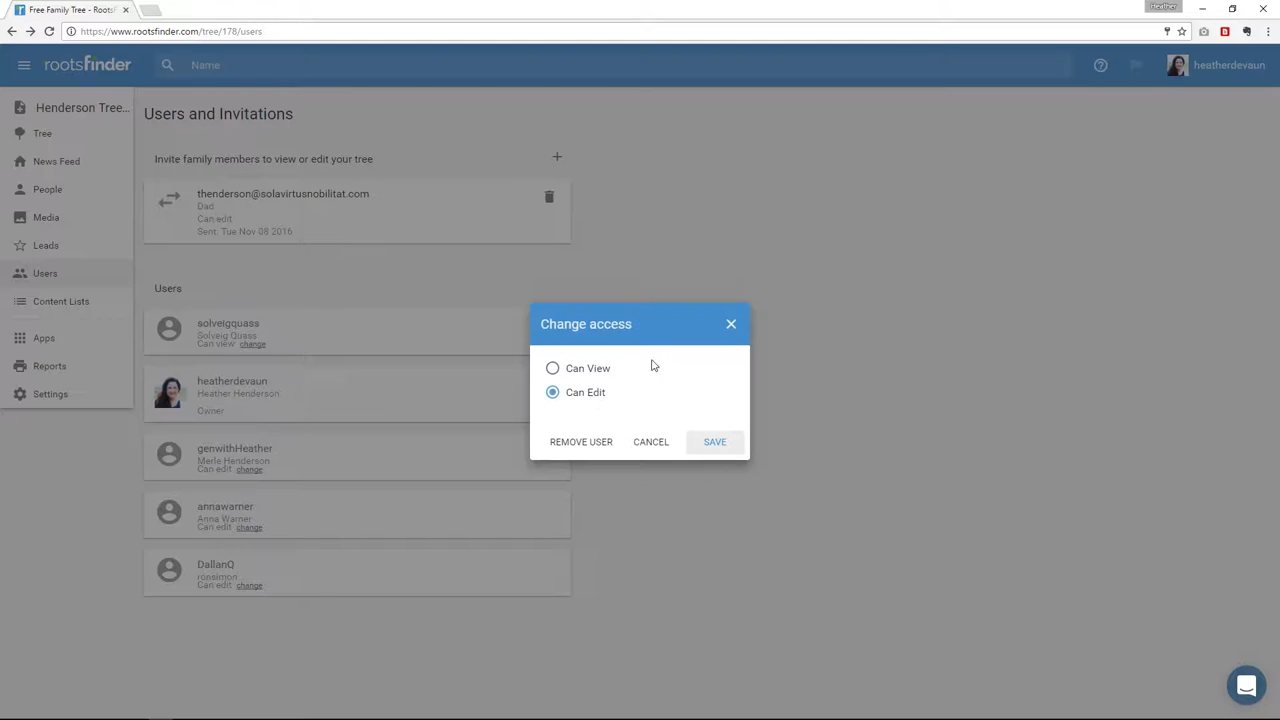 Free Family Tree - RootsF
Heather
https://www.rootsfinder.com/tree/178/users
rootsfinder
Name
heatherdevaun
Henderson Tree...
Tree
News Feed
People
Media
Leads
Users
Content Lists
Apps
Reports
Settings
Users and Invitations
Invite family members to view or edit your tree
thenderson@solavirtusnobilitat.com
Dad
Can edit
Sent: Tue Nov 08 2016
Users
solveigquass
Solveig Quass
Can view change
heatherdevaun
Heather Henderson
Owner
genwithHeather
Merle Henderson
Can edit change
annawarner
Anna Warner
Can edit change
DallanQ
ronsimon
Can edit change
Change access
Can View
Can Edit
REMOVE USER CANCEL SAVE